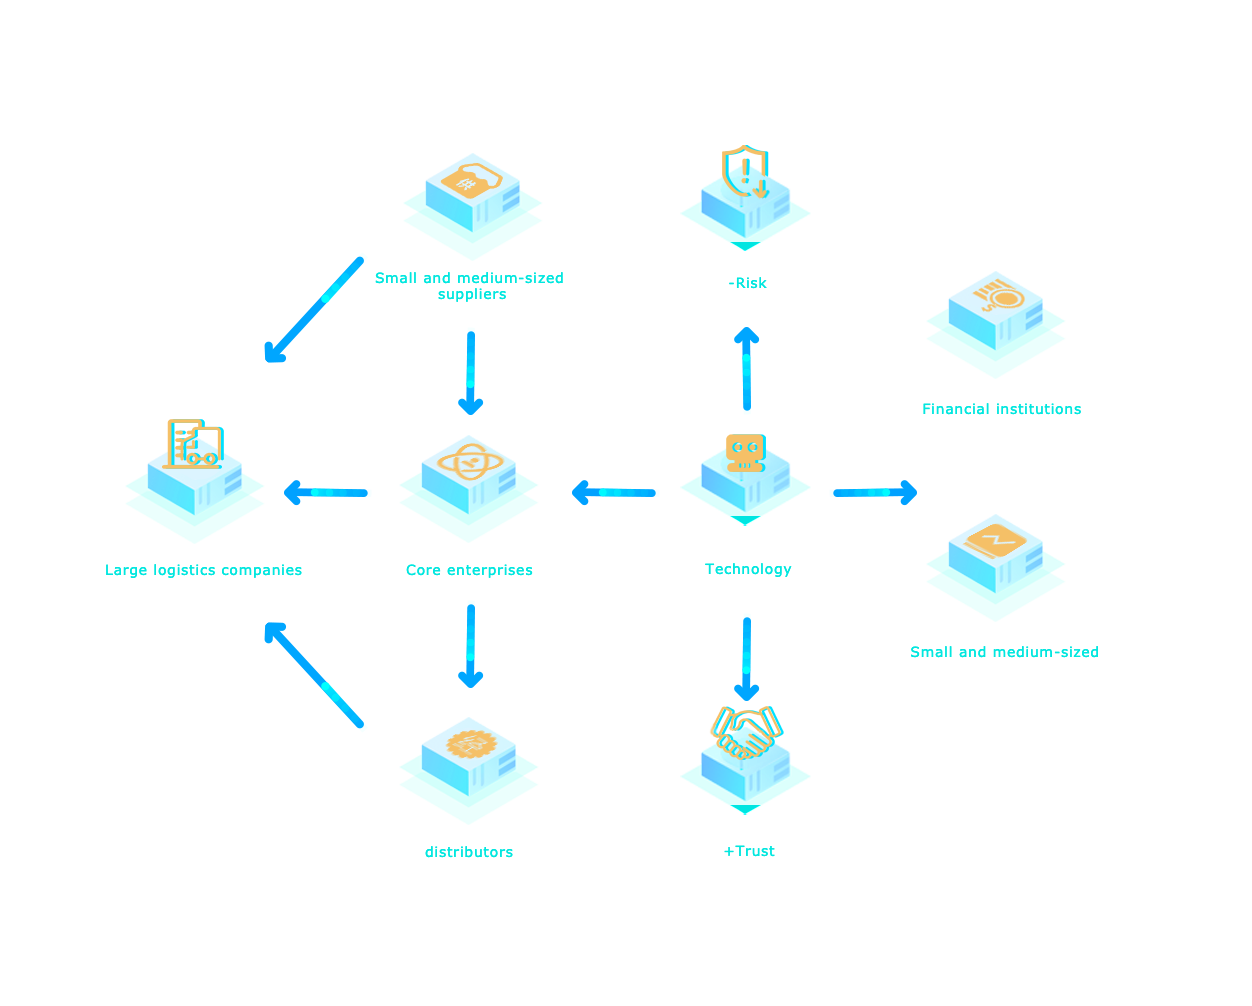 Small and medium-sized
suppliers
-Risk
Financial institutions
Large logistics companies
Core enterprises
Technology
Small and medium-sized
distributors
+Trust